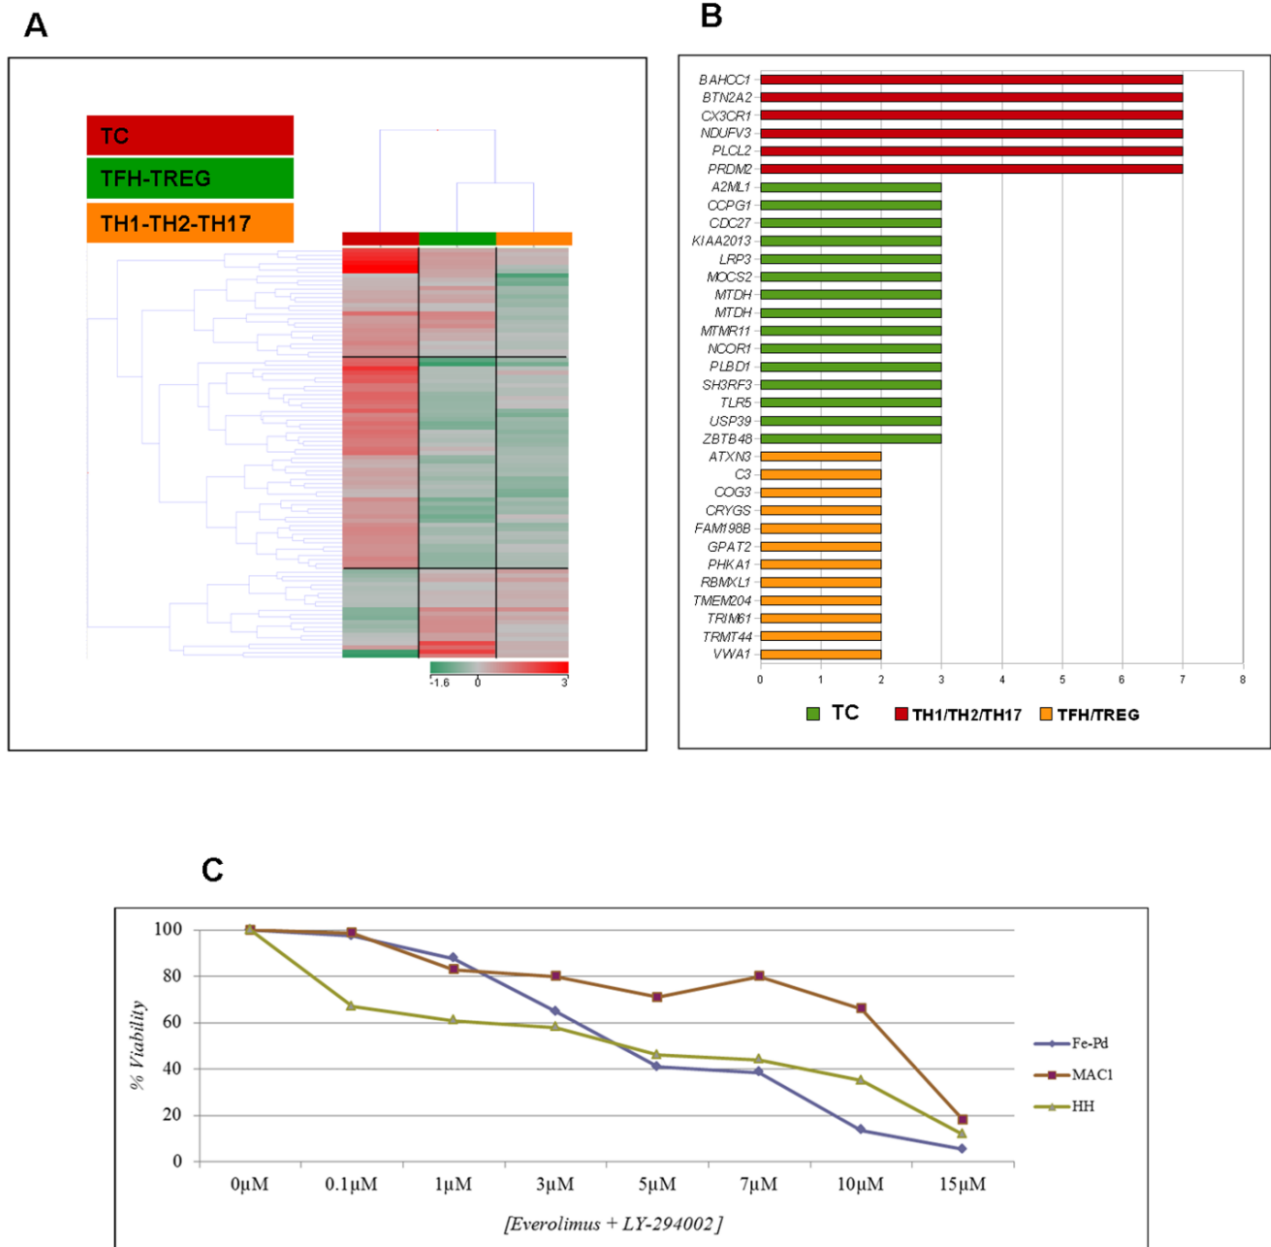 A
TC
TFH-TREG
TH1-TH2-TH17
-1.6 0 3
B
BAHCC1
BTN2A2
CX3CR1
NDUFV3
PLCL2
PRDM2
A2ML1
CCPG1
CDC27
KIAA2013
LRP3
MOCS2
MTDH
MTDH
MTMR11
NCOR1
PLBD1
SH3RF3
TLR5
USP39
ZBTB48
ATXN3
C3
COG3
CRYGS
FAM198B
GPAT2
PHKA1
RBMXL1
TMEM204
TRIM61
TRMT44
VWA1
0 1 2 3 4 5 6 7 8
TC TH1/TH2/TH17 TFH/TREG
C
100
80
60
40
20
0
% Viability
0µM 0.1µM 1µM 3µM 5µM 7µM 10µM 15µM
[Everolimus + LY-294002]
Fe-Pd
MAC1
HH